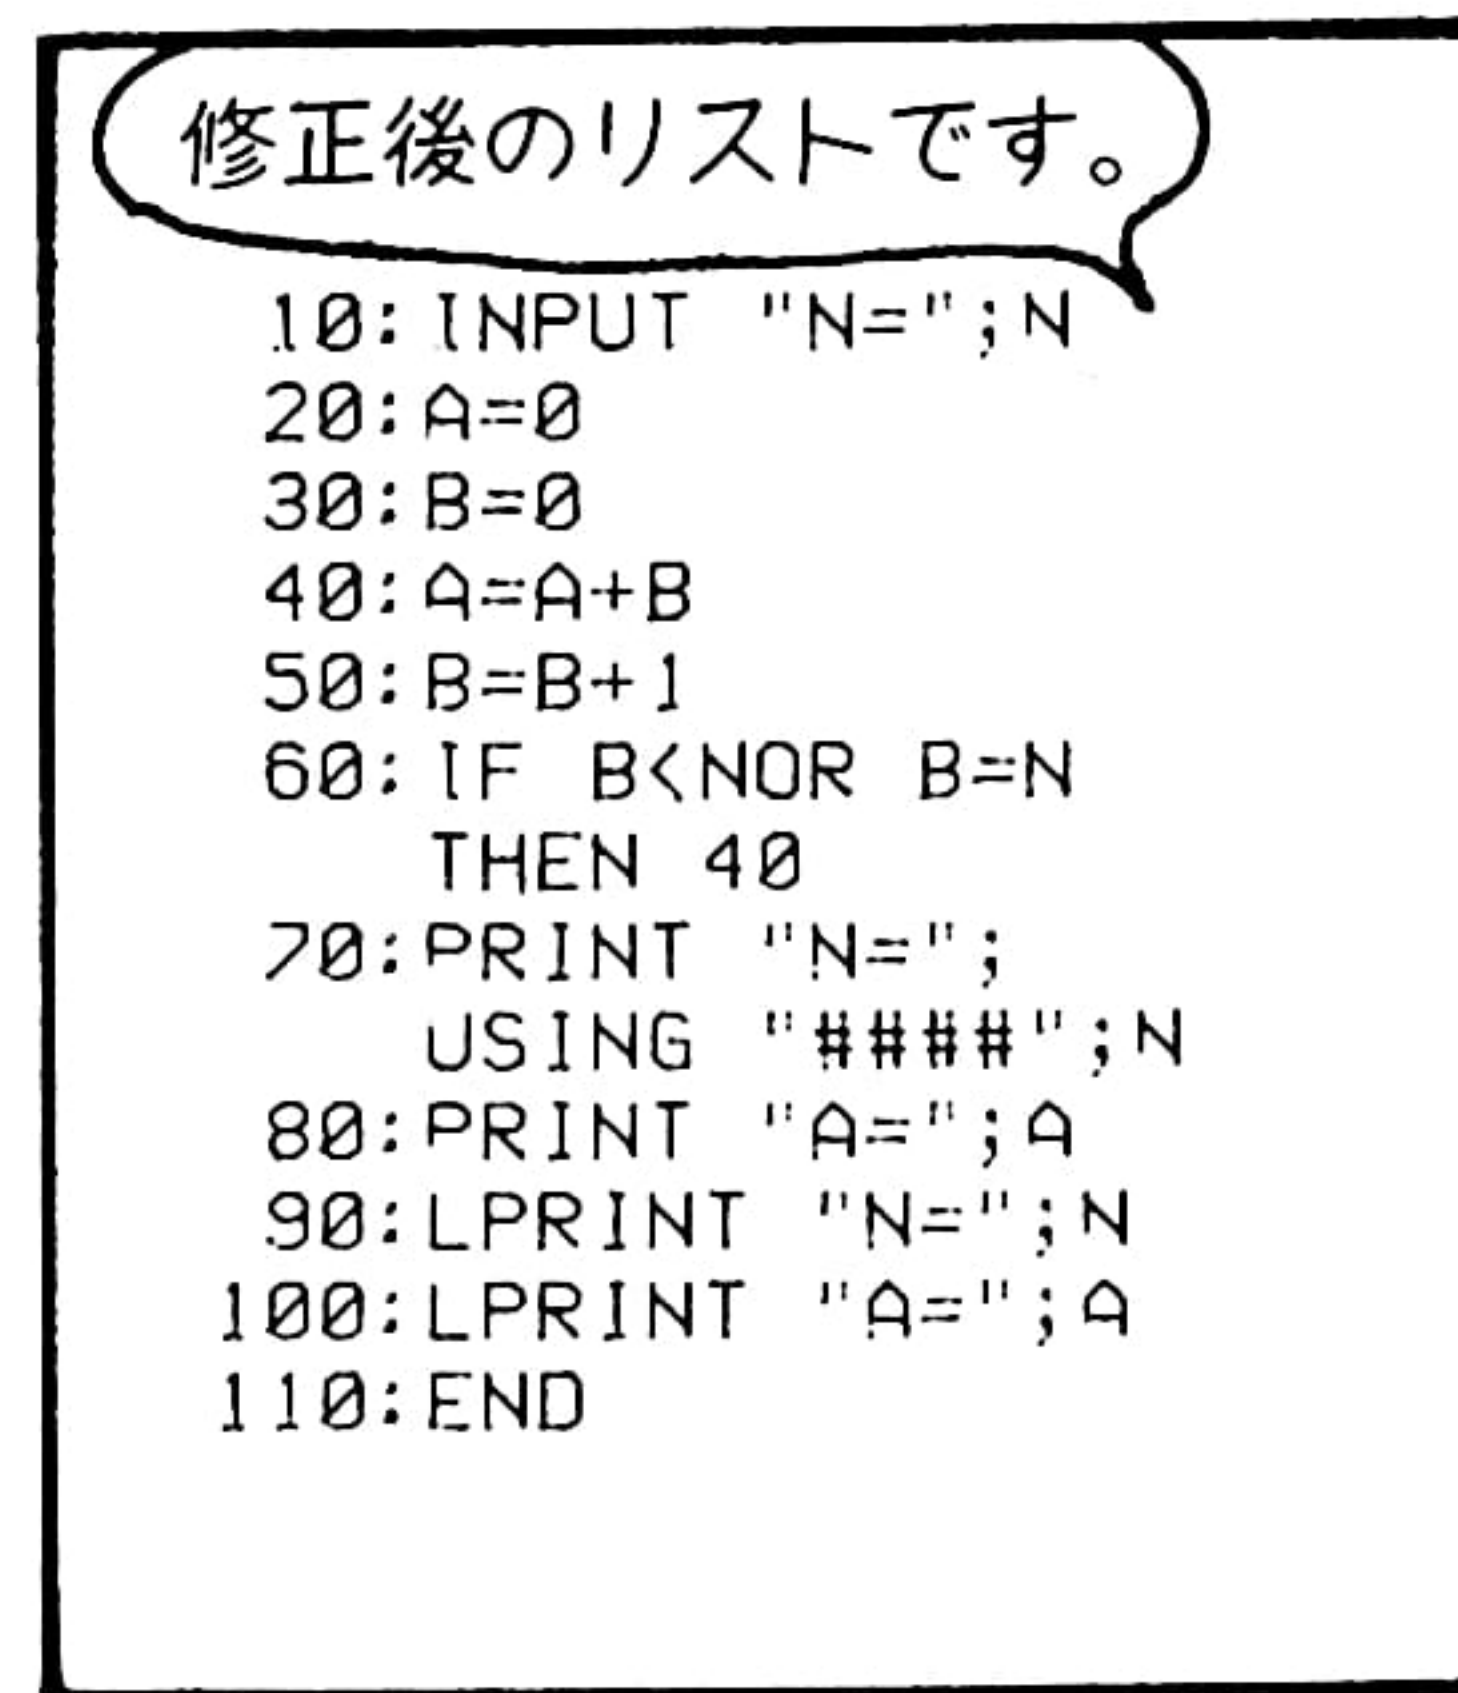 修正後のリストです。
10:INPUT "N=";N
20:A=0
30:B=0
40:A=A+B
50:B=B+1
60:IF B<NOR B=N
THEN 40
70:PRINT "N=";
USING "####";N
80:PRINT "A=";A
90:LPRINT "N=";N
100:LPRINT "A=";A
110:END